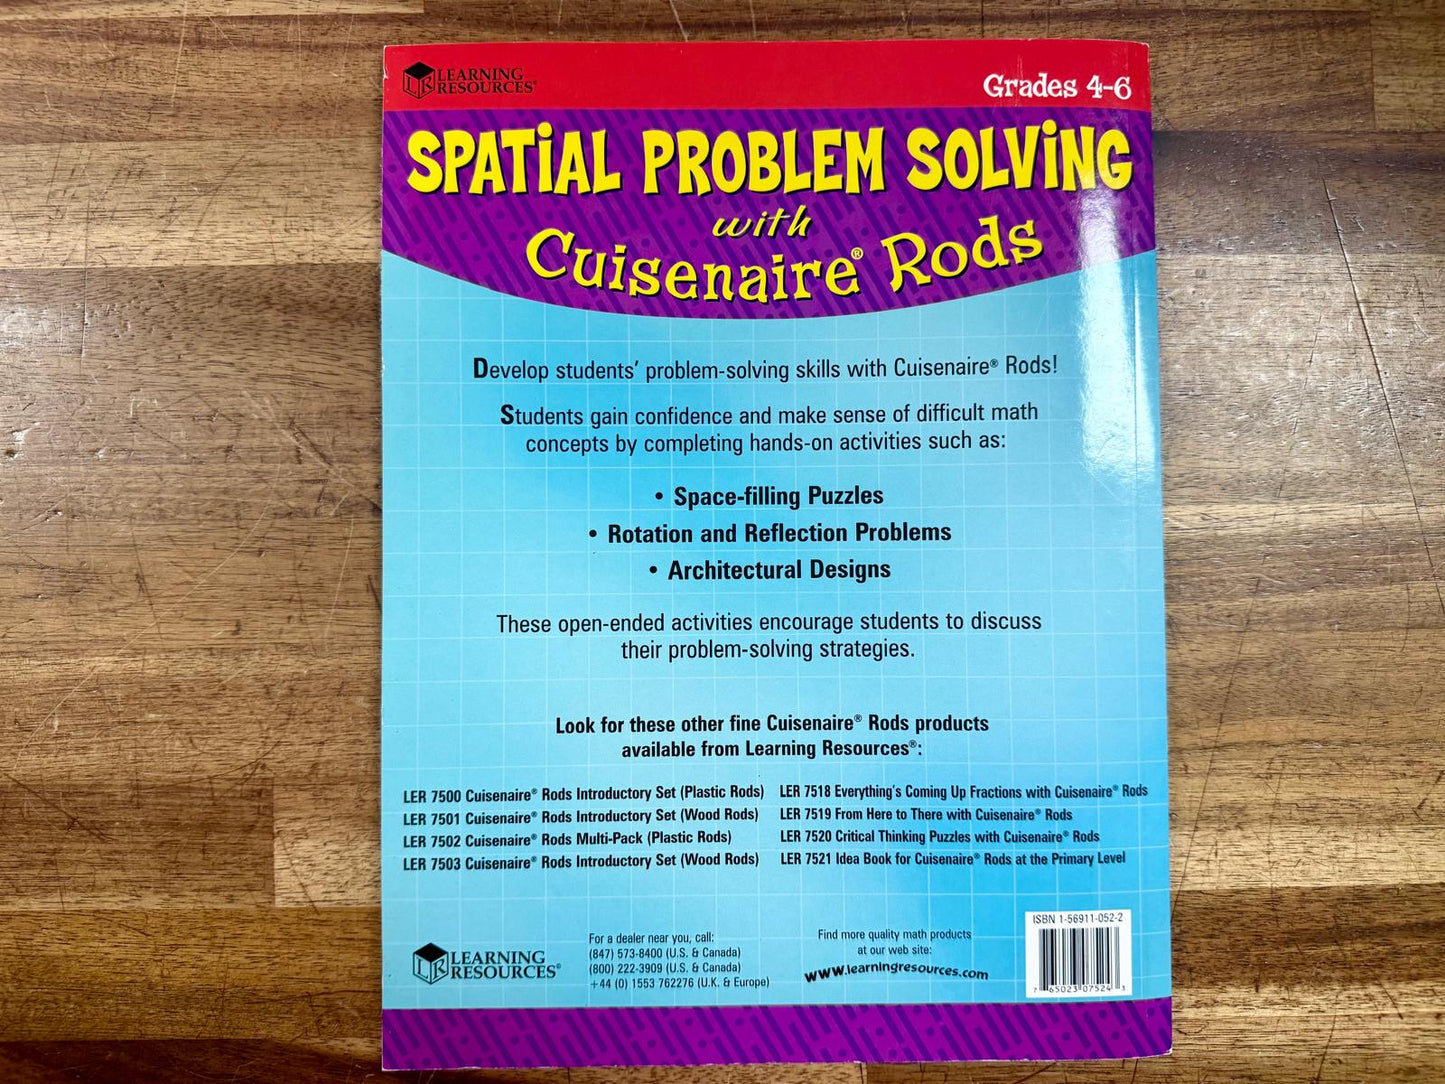 LEARNING
RESOURCES®
Grades 4-6
SPATiAL PROBLEM SOLViNG
with
Cuisenaire® Rods
Develop students' problem-solving skills with Cuisenaire® Rods!
Students gain confidence and make sense of difficult math
concepts by completing hands-on activities such as:
• Space-filling Puzzles
• Rotation and Reflection Problems
• Architectural Designs
These open-ended activities encourage students to discuss
their problem-solving strategies.
Look for these other fine Cuisenaire® Rods products
available from Learning Resources®:
LER 7500 Cuisenaire® Rods Introductory Set (Plastic Rods)
LER 7501 Cuisenaire® Rods Introductory Set (Wood Rods)
LER 7502 Cuisenaire® Rods Multi-Pack (Plastic Rods)
LER 7503 Cuisenaire® Rods Introductory Set (Wood Rods)
LER 7518 Everything's Coming Up Fractions with Cuisenaire® Rods
LER 7519 From Here to There with Cuisenaire® Rods
LER 7520 Critical Thinking Puzzles with Cuisenaire® Rods
LER 7521 Idea Book for Cuisenaire® Rods at the Primary Level
LEARNING
RESOURCES®
For a dealer near you, call:
(847) 573-8400 (U.S. & Canada)
(800) 222-3909 (U.S. & Canada)
+44 (0) 1553 762276 (U.K. & Europe)
Find more quality math products
at our web site:
www.learningresources.com
ISBN 1-56911-052-2
7 65023 07524 3